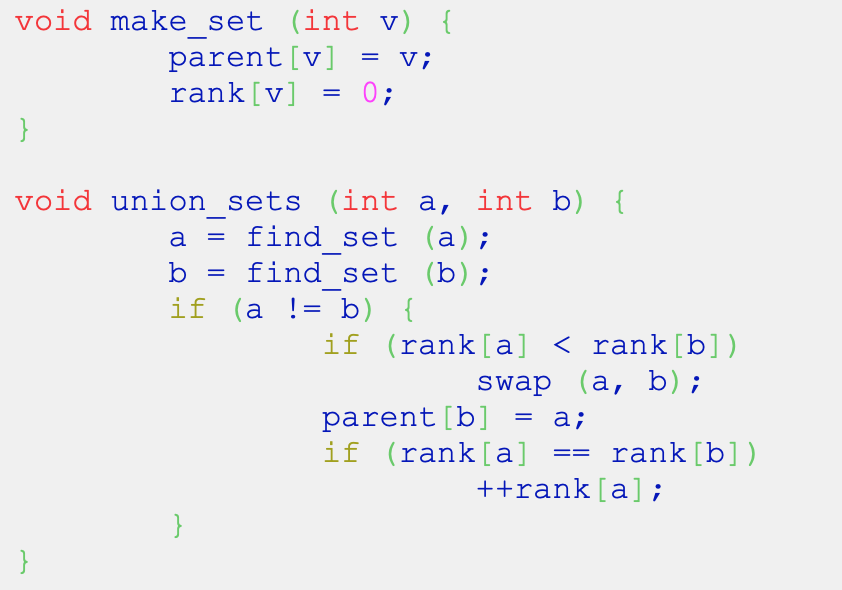 void make_set (int v) {
        parent[v] = v;
        rank[v] = 0;
}

void union_sets (int a, int b) {
        a = find_set (a);
        b = find_set (b);
        if (a != b) {
                if (rank[a] < rank[b])
                        swap (a, b);
                parent[b] = a;
                if (rank[a] == rank[b])
                        ++rank[a];
        }
}